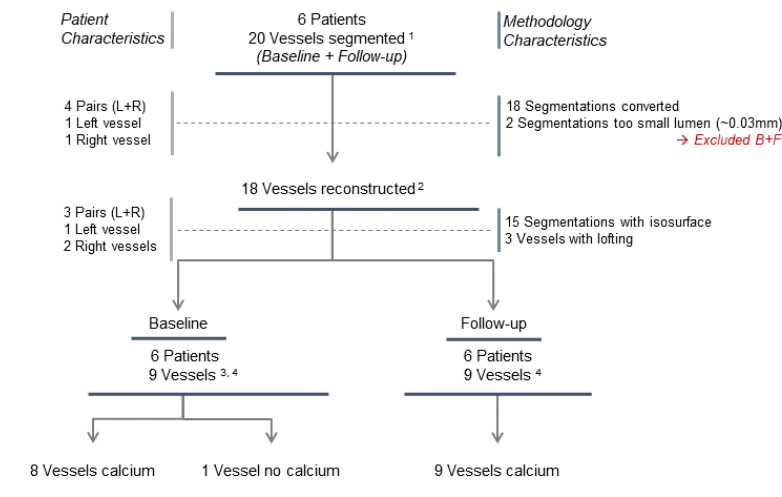 Patient
Characteristics
6 Patients
20 Vessels segmented 1
(Baseline + Follow-up)
Methodology
Characteristics
4 Pairs (L+R)
1 Left vessel
1 Right vessel
18 Segmentations converted
2 Segmentations too small lumen (~0.03mm)
→ Excluded B+F
18 Vessels reconstructed 2
3 Pairs (L+R)
1 Left vessel
2 Right vessels
15 Segmentations with isosurface
3 Vessels with lofting
Baseline
6 Patients
9 Vessels 3, 4
Follow-up
6 Patients
9 Vessels 4
8 Vessels calcium
1 Vessel no calcium
9 Vessels calcium